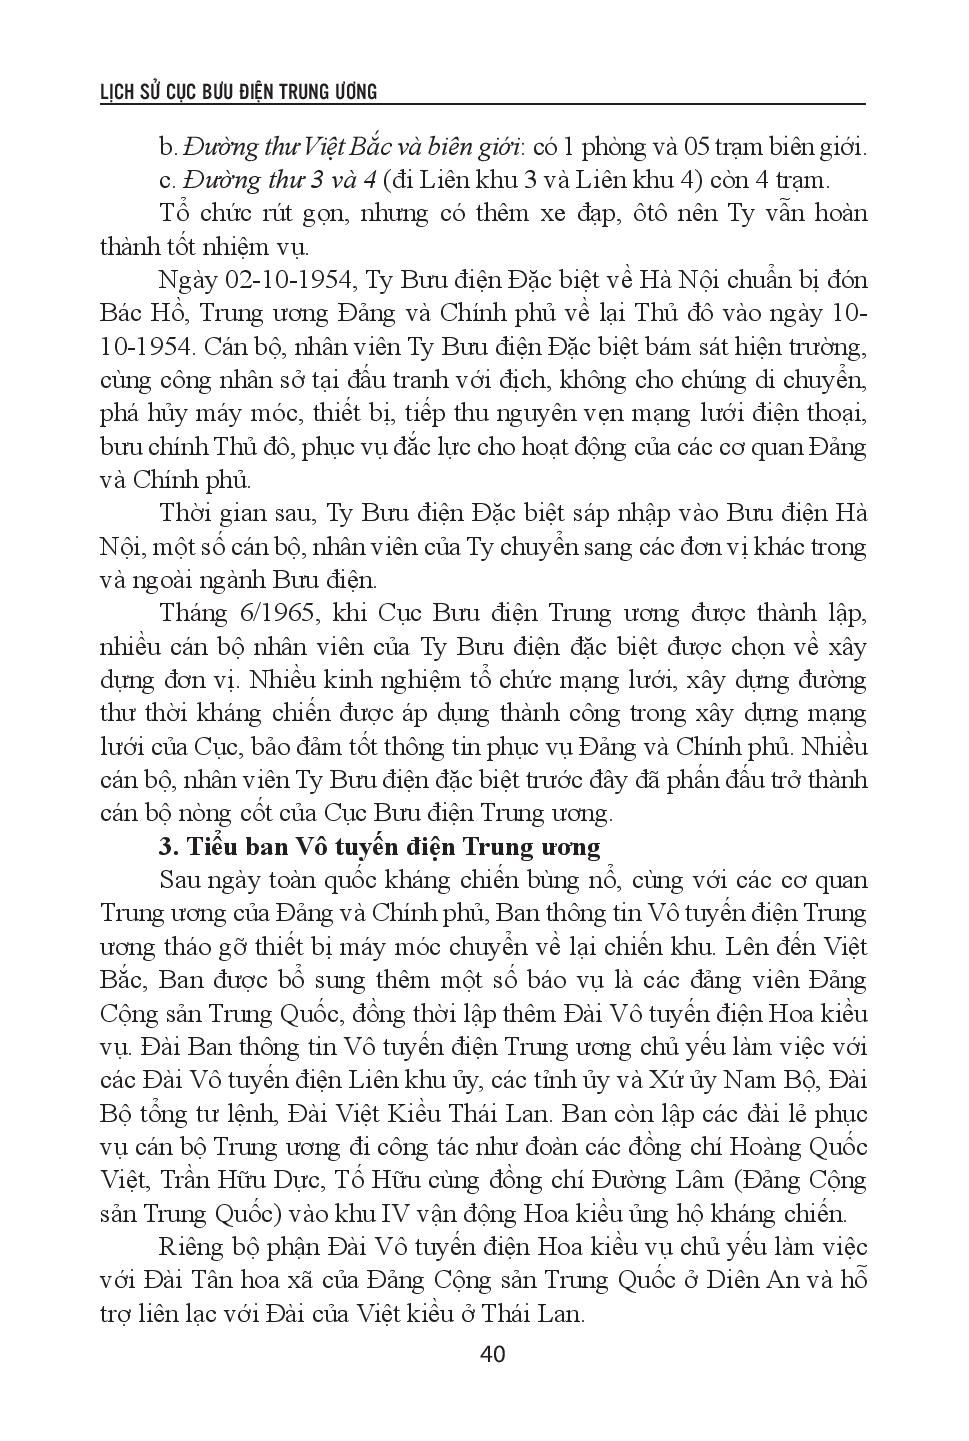 LỊCH SỬ CỤC BƯU ĐIỆN TRUNG ƯƠNG
b. Đường thư Việt Bắc và biên giới: có 1 phòng và 05 trạm biên giới.
c. Đường thư 3 và 4 (đi Liên khu 3 và Liên khu 4) còn 4 trạm.
Tổ chức rút gọn, nhưng có thêm xe đạp, ôtô nên Ty vẫn hoàn
thành tốt nhiệm vụ.
Ngày 02-10-1954, Ty Bưu điện Đặc biệt về Hà Nội chuẩn bị đón
Bác Hồ, Trung ương Đảng và Chính phủ về lại Thủ đô vào ngày 10-
10-1954. Cán bộ, nhân viên Ty Bưu điện Đặc biệt bám sát hiện trường,
cùng công nhân sở tại đấu tranh với địch, không cho chúng di chuyển,
phá hủy máy móc, thiết bị, tiếp thu nguyên vẹn mạng lưới điện thoại,
bưu chính Thủ đô, phục vụ đắc lực cho hoạt động của các cơ quan Đảng
và Chính phủ.
Thời gian sau, Ty Bưu điện Đặc biệt sáp nhập vào Bưu điện Hà
Nội, một số cán bộ, nhân viên của Ty chuyển sang các đơn vị khác trong
và ngoài ngành Bưu điện.
Tháng 6/1965, khi Cục Bưu điện Trung ương được thành lập,
nhiều cán bộ nhân viên của Ty Bưu điện đặc biệt được chọn về xây
dựng đơn vị. Nhiều kinh nghiệm tổ chức mạng lưới, xây dựng đường
thư thời kháng chiến được áp dụng thành công trong xây dựng mạng
lưới của Cục, bảo đảm tốt thông tin phục vụ Đảng và Chính phủ. Nhiều
cán bộ, nhân viên Ty Bưu điện đặc biệt trước đây đã phấn đấu trở thành
cán bộ nòng cốt của Cục Bưu điện Trung ương.
3. Tiểu ban Vô tuyến điện Trung ương
Sau ngày toàn quốc kháng chiến bùng nổ, cùng với các cơ quan
Trung ương của Đảng và Chính phủ, Ban thông tin Vô tuyến điện Trung
ương tháo gỡ thiết bị máy móc chuyển về lại chiến khu. Lên đến Việt
Bắc, Ban được bổ sung thêm một số báo vụ là các đảng viên Đảng
Cộng sản Trung Quốc, đồng thời lập thêm Đài Vô tuyến điện Hoa kiều
vụ. Đài Ban thông tin Vô tuyến điện Trung ương chủ yếu làm việc với
các Đài Vô tuyến điện Liên khu ủy, các tỉnh ủy và Xứ ủy Nam Bộ, Đài
Bộ tổng tư lệnh, Đài Việt Kiều Thái Lan. Ban còn lập các đài lẻ phục
vụ cán bộ Trung ương đi công tác như đoàn các đồng chí Hoàng Quốc
Việt, Trần Hữu Dực, Tố Hữu cùng đồng chí Đường Lâm (Đảng Cộng
sản Trung Quốc) vào khu IV vận động Hoa kiều ủng hộ kháng chiến.
Riêng bộ phận Đài Vô tuyến điện Hoa kiều vụ chủ yếu làm việc
với Đài Tân hoa xã của Đảng Cộng sản Trung Quốc ở Diên An và hỗ
trợ liên lạc với Đài của Việt kiều ở Thái Lan.
40